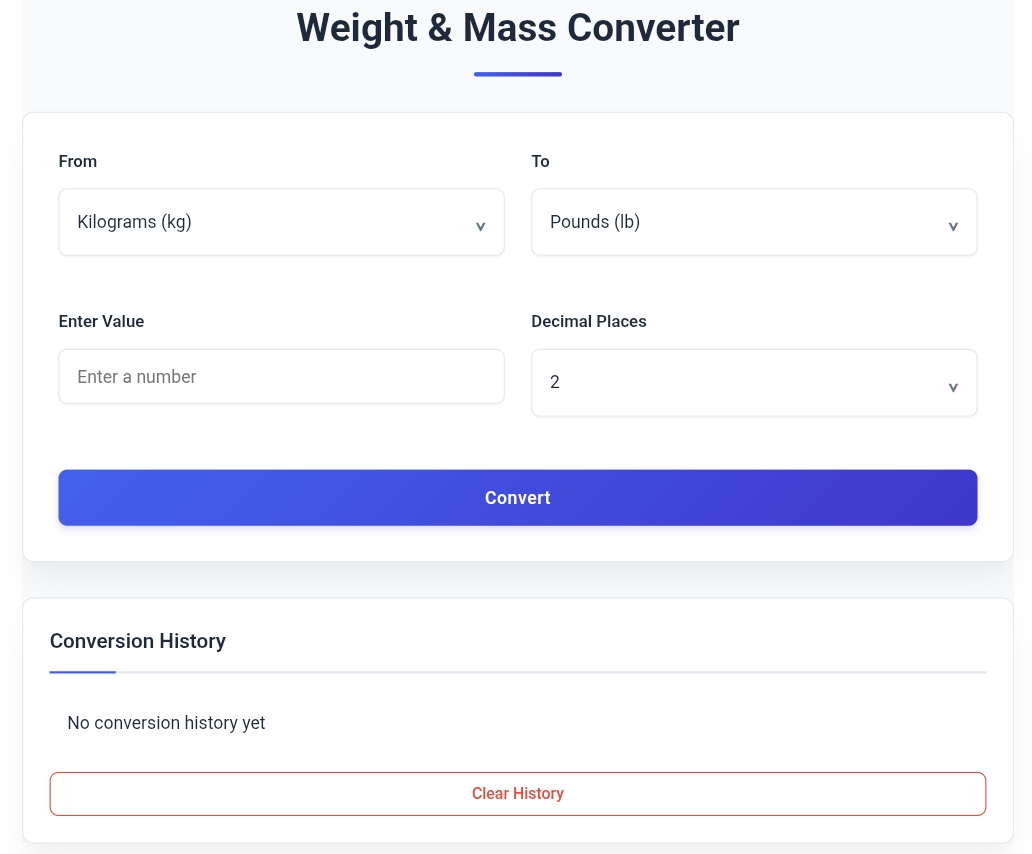 Weight & Mass Converter
From
To
Kilograms (kg)
Pounds (lb)
Enter Value
Decimal Places
Enter a number
2
Convert
Conversion History
No conversion history yet
Clear History